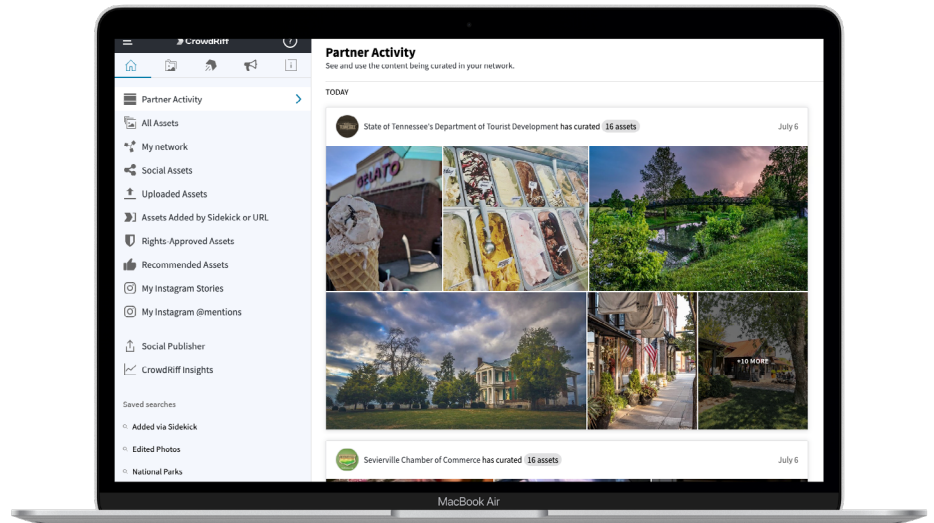 CrowdRiff
Partner Activity
See and use the content being curated in your network.
TODAY
Partner Activity
All Assets
My network
Social Assets
Uploaded Assets
Assets Added by Sidekick or URL
Rights-Approved Assets
Recommended Assets
My Instagram Stories
My Instagram @mentions
Social Publisher
CrowdRiff Insights
Saved searches
Added via Sidekick
Edited Photos
National Parks
State of Tennessee's Department of Tourist Development has curated 16 assets July 6
GELATO
+10 MORE
Sevierville Chamber of Commerce has curated 16 assets July 6
MacBook Air